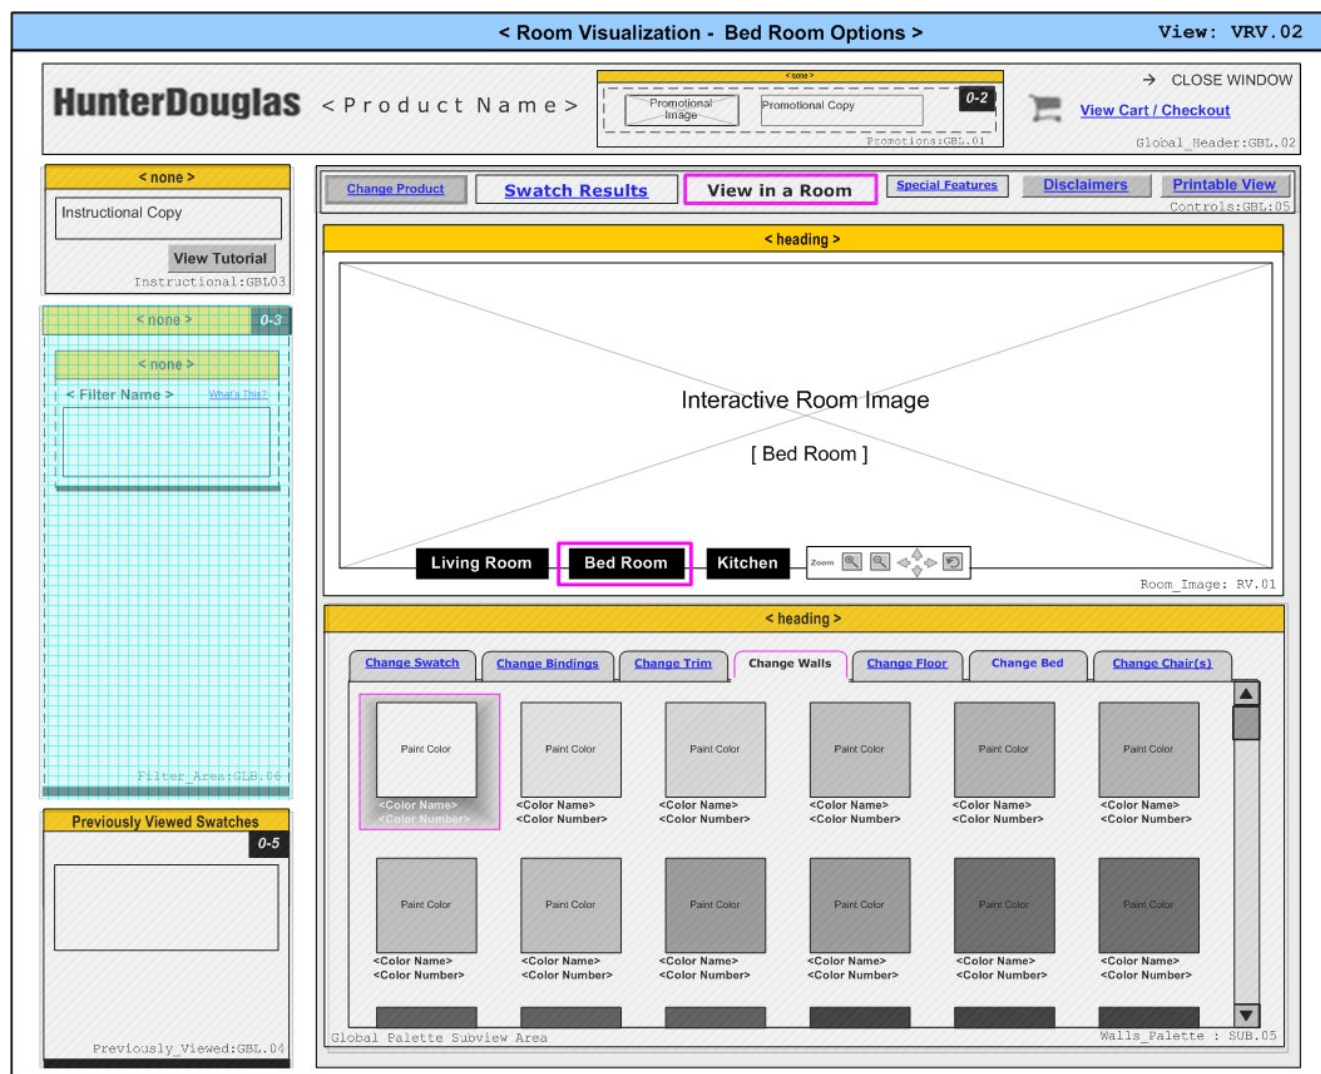 < Room Visualization - Bed Room Options >
View: VRV.02
HunterDouglas
< Product Name >
< none >
Promotional
Image
Promotional Copy
0-2
Promotions:GBL.01
→ CLOSE WINDOW
View Cart / Checkout
Global_Header:GBL.02
< none >
Instructional Copy
View Tutorial
Instructional:GBL03
Change Product
Swatch Results
View in a Room
Special Features
Disclaimers
Printable View
Controls:GBL:05
< heading >
Interactive Room Image
[ Bed Room ]
Living Room
Bed Room
Kitchen
Zoom
Room_Image: RV.01
< none >
0-3
< none >
< Filter Name >
What's This?
Filter_Area:GLB.06
Previously Viewed Swatches
0-5
Previously_Viewed:GBL.04
< heading >
Change Swatch
Change Bindings
Change Trim
Change Walls
Change Floor
Change Bed
Change Chair(s)
Paint Color Paint Color Paint Color Paint Color Paint Color Paint Color
<Color Name> <Color Name> <Color Name> <Color Name> <Color Name> <Color Name>
<Color Number> <Color Number> <Color Number> <Color Number> <Color Number> <Color Number>
Paint Color Paint Color Paint Color Paint Color Paint Color Paint Color
<Color Name> <Color Name> <Color Name> <Color Name> <Color Name> <Color Name>
<Color Number> <Color Number> <Color Number> <Color Number> <Color Number> <Color Number>
Global Palette Subview Area
Walls_Palette : SUB.05